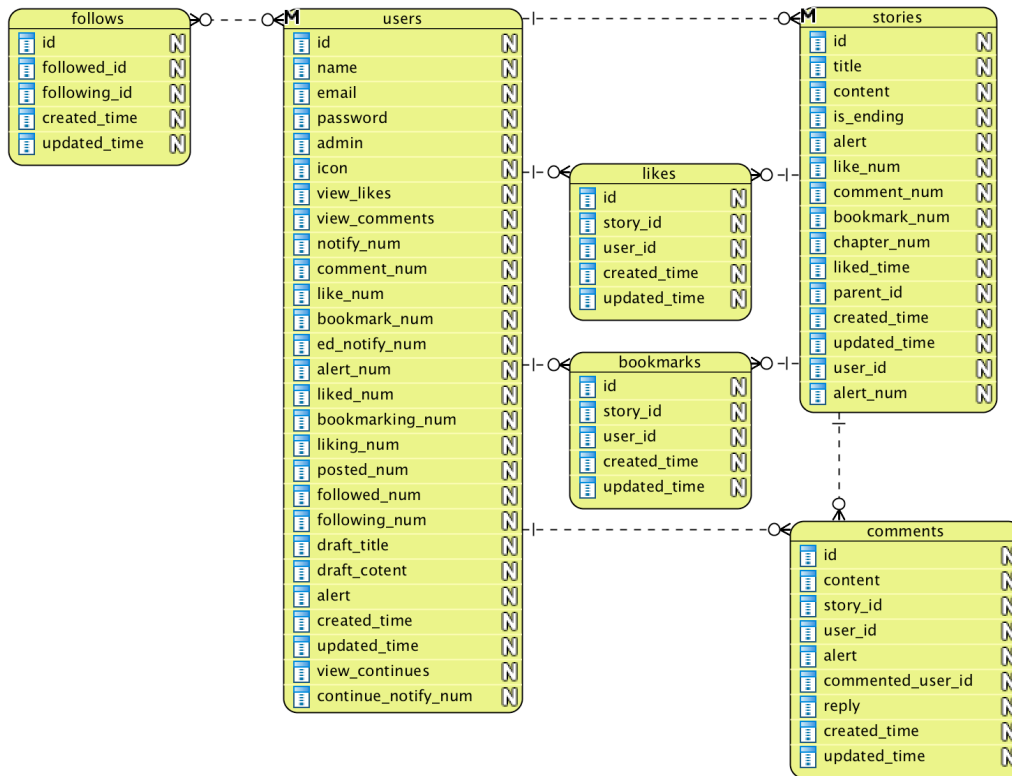 follows
id
followed_id
following_id
created_time
updated_time
M
users
id
name
email
password
admin
icon
view_likes
view_comments
notify_num
comment_num
like_num
bookmark_num
ed_notify_num
alert_num
liked_num
bookmarking_num
liking_num
posted_num
followed_num
following_num
draft_title
draft_cotent
alert
created_time
updated_time
view_continues
continue_notify_num
likes
id
story_id
user_id
created_time
updated_time
bookmarks
id
story_id
user_id
created_time
updated_time
M
stories
id
title
content
is_ending
alert
like_num
comment_num
bookmark_num
chapter_num
liked_time
parent_id
created_time
updated_time
user_id
alert_num
comments
id
content
story_id
user_id
alert
commented_user_id
reply
created_time
updated_time